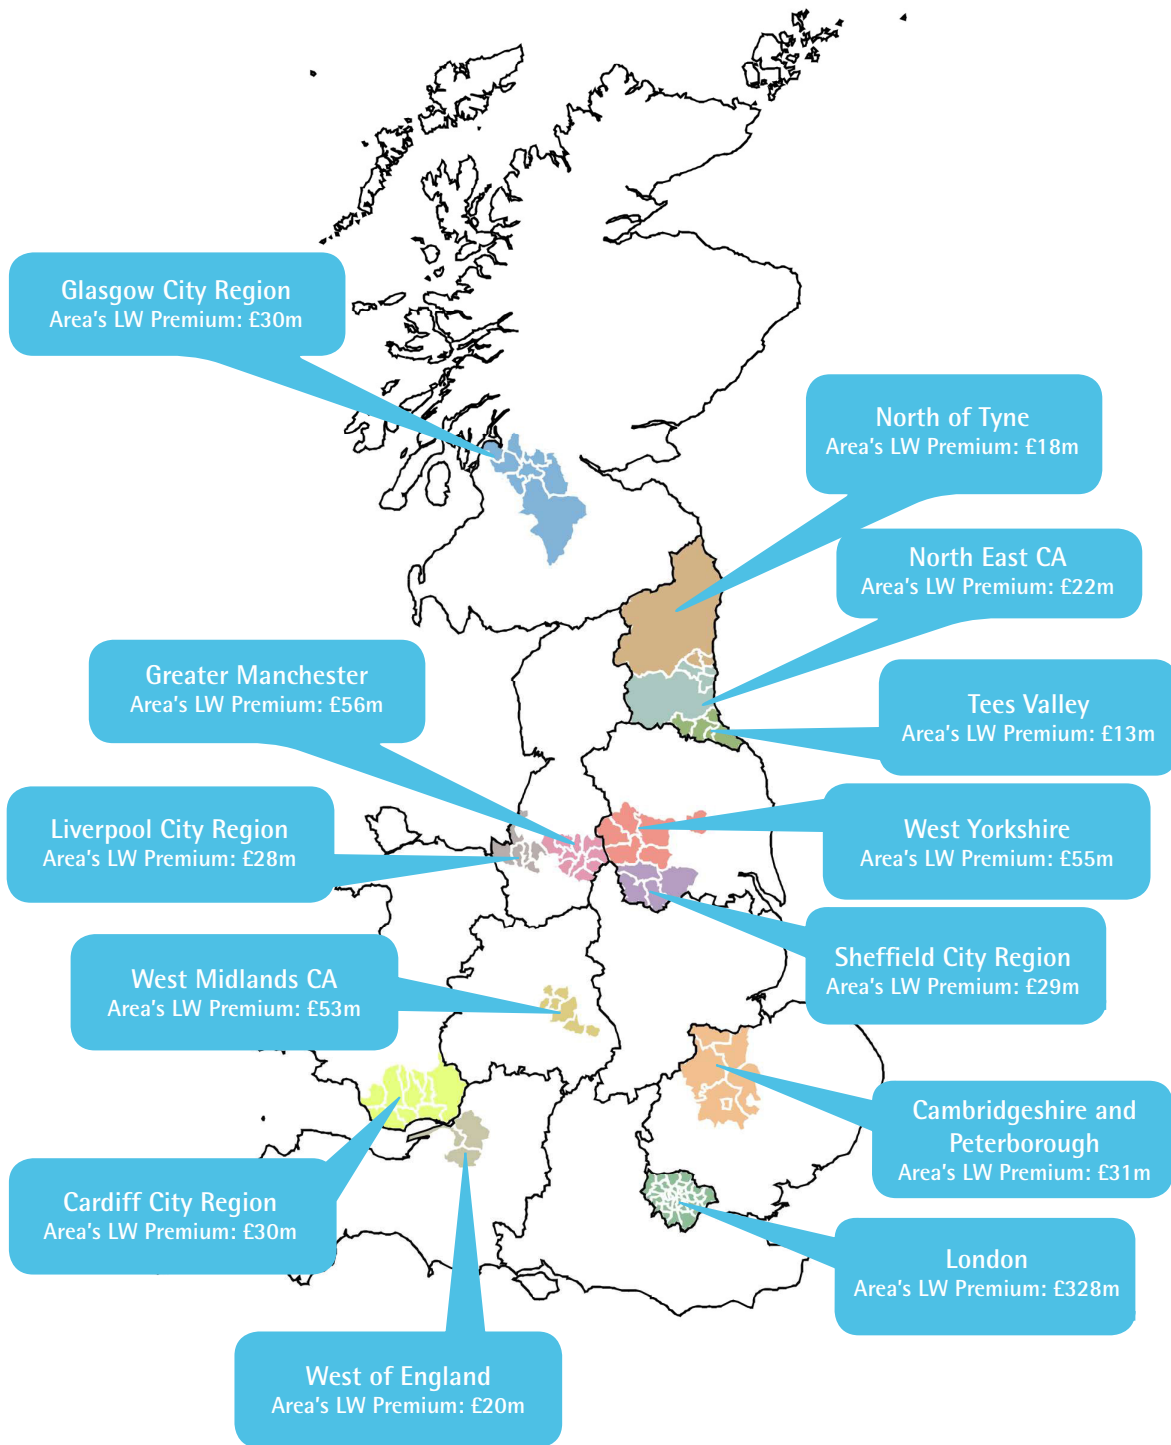 Glasgow City Region
Area's LW Premium: £30m
North of Tyne
Area's LW Premium: £18m
North East CA
Area's LW Premium: £22m
Greater Manchester
Area's LW Premium: £56m
Tees Valley
Area's LW Premium: £13m
Liverpool City Region
Area's LW Premium: £28m
West Yorkshire
Area's LW Premium: £55m
West Midlands CA
Area's LW Premium: £53m
Sheffield City Region
Area's LW Premium: £29m
Cambridgeshire and
Peterborough
Area's LW Premium: £31m
Cardiff City Region
Area's LW Premium: £30m
London
Area's LW Premium: £328m
West of England
Area's LW Premium: £20m